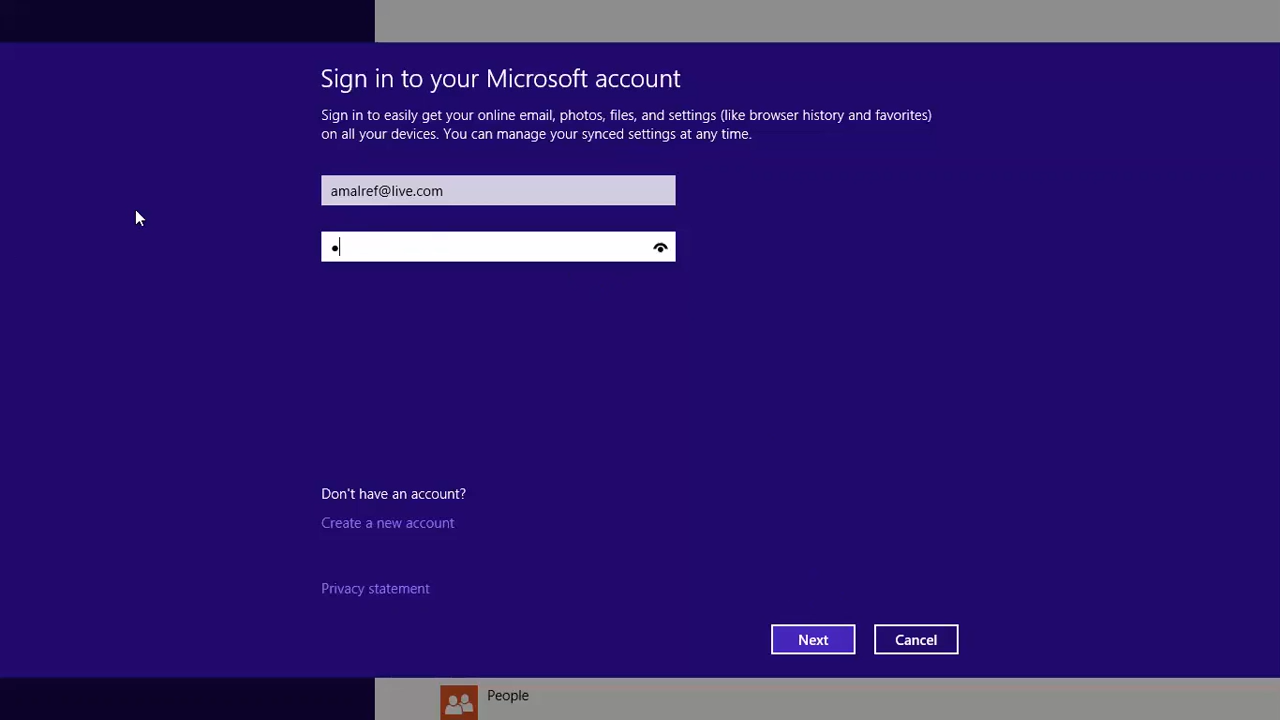 Sign in to your Microsoft account
Sign in to easily get your online email, photos, files, and settings (like browser history and favorites)
on all your devices. You can manage your synced settings at any time.
amalref@live.com
Don't have an account?
Create a new account
Privacy statement
Next Cancel
People